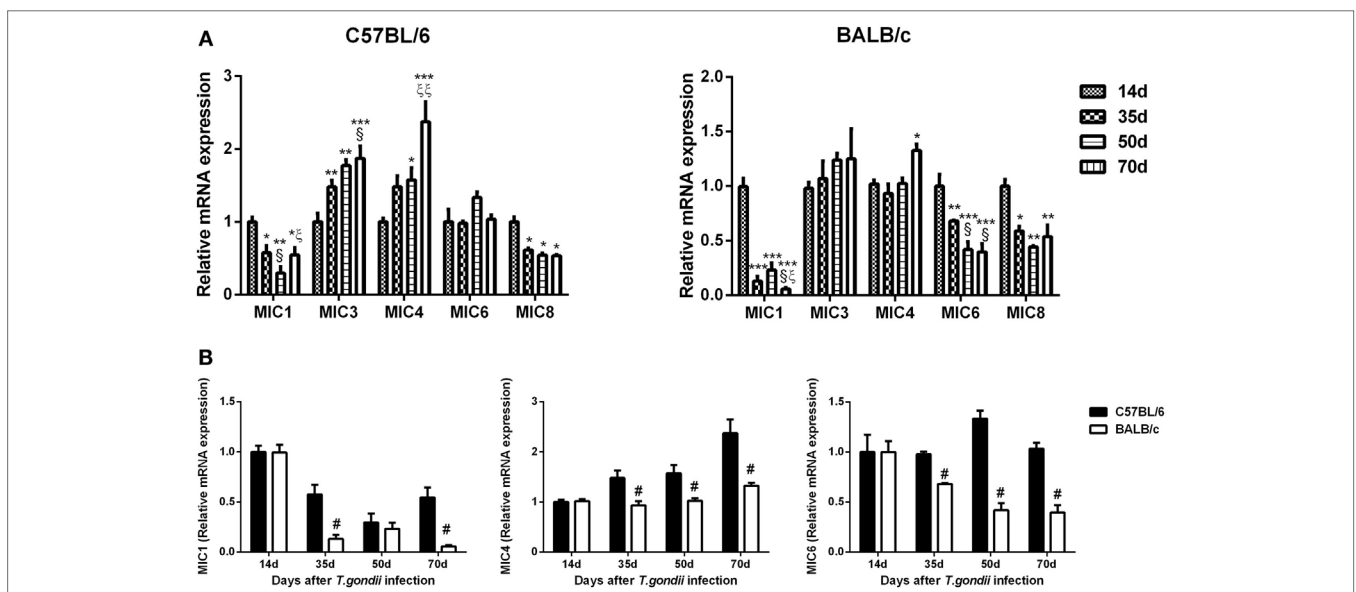 A
C57BL/6
BALB/c
Relative mRNA expression
3
2
1
0
*
**
§
*ξ
**
**
***
§
*
***
ξξ
*
*
*
MIC1 MIC3 MIC4 MIC6 MIC8
Relative mRNA expression
2.0
1.5
1.0
0.5
0.0
***
***
***
§ξ
*
**
***
§
***
§
*
**
**
MIC1 MIC3 MIC4 MIC6 MIC8
14d
35d
50d
70d
B
MIC1 (Relative mRNA expression)
1.5
1.0
0.5
0.0
#
#
14d 35d 50d 70d
Days after T.gondii infection
MIC4 (Relative mRNA expression)
3
2
1
0
#
#
#
14d 35d 50d 70d
Days after T.gondii infection
MIC6 (Relative mRNA expression)
1.5
1.0
0.5
0.0
#
#
#
14d 35d 50d 70d
Days after T.gondii infection
C57BL/6
BALB/c